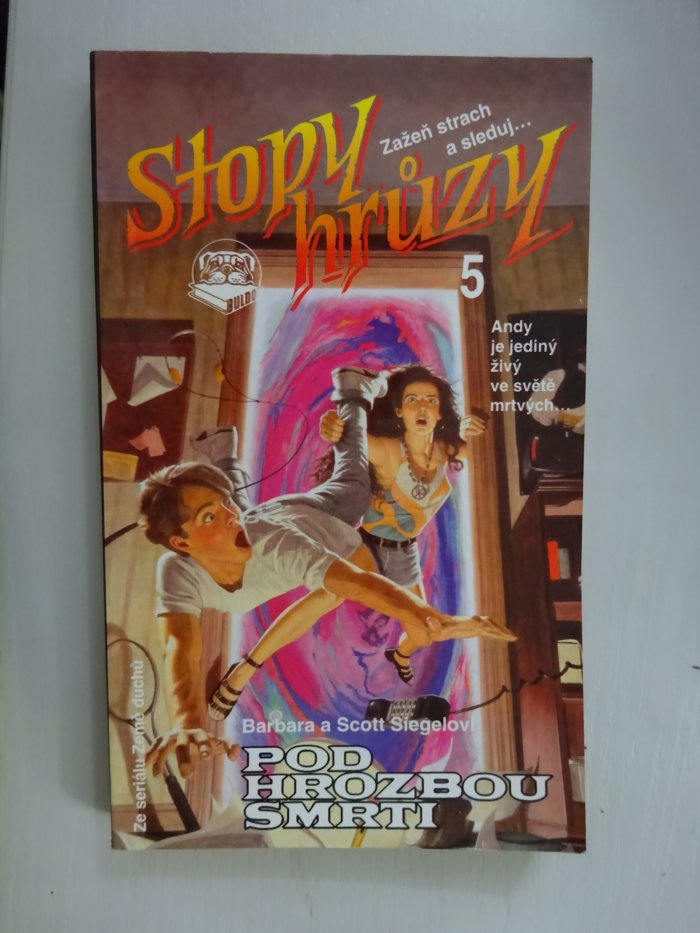 Zažeň strach
a sleduj...
Stopy
hrůzy
BULDO
5
Andy
je jediný
živý
ve světě
mrtvých...
Ze seriálu Země duchů
Barbara a Scott Siegelovi
POD
HROZBOU
SMRTI